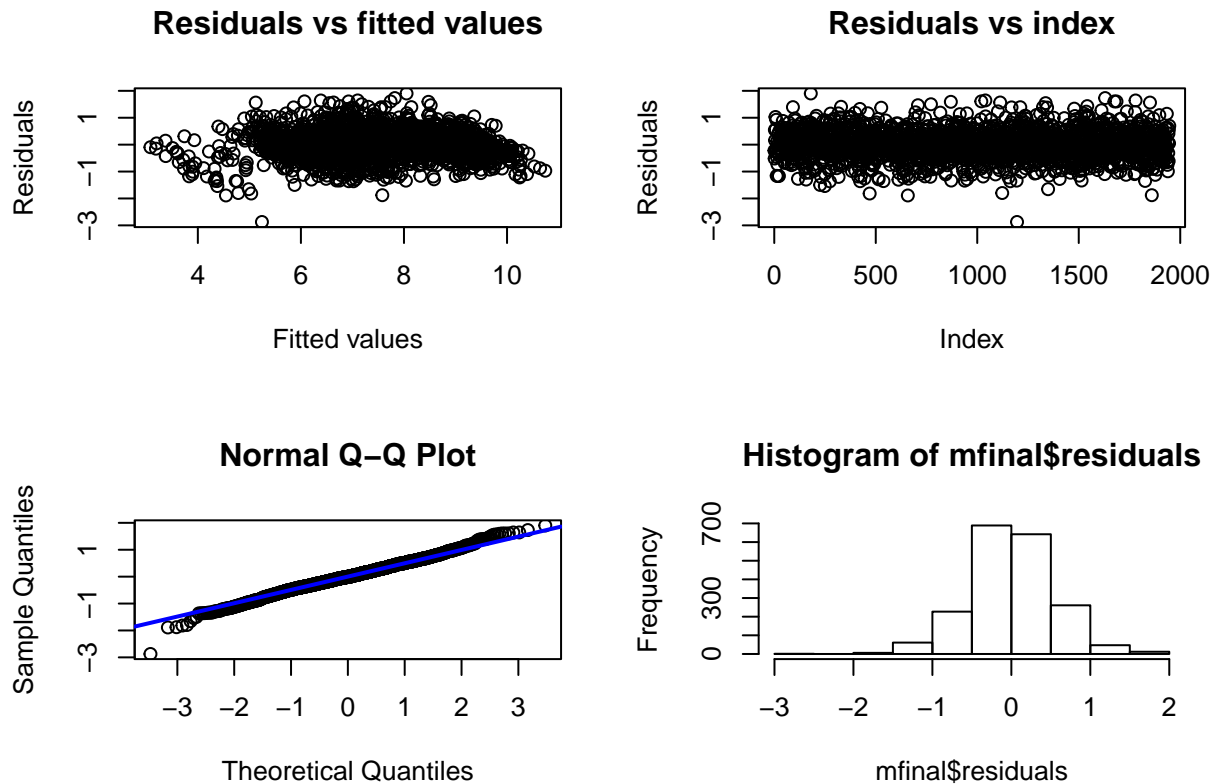 Residuals vs fitted values
Residuals
1
−1
−3
4 6 8 10
Fitted values
Residuals vs index
Residuals
1
−1
−3
0 500 1000 1500 2000
Index
Normal Q−Q Plot
Sample Quantiles
1
−1
−3
−3 −2 −1 0 1 2 3
Theoretical Quantiles
Histogram of mfinal$residuals
Frequency
700
300
0
−3 −2 −1 0 1 2
mfinal$residuals